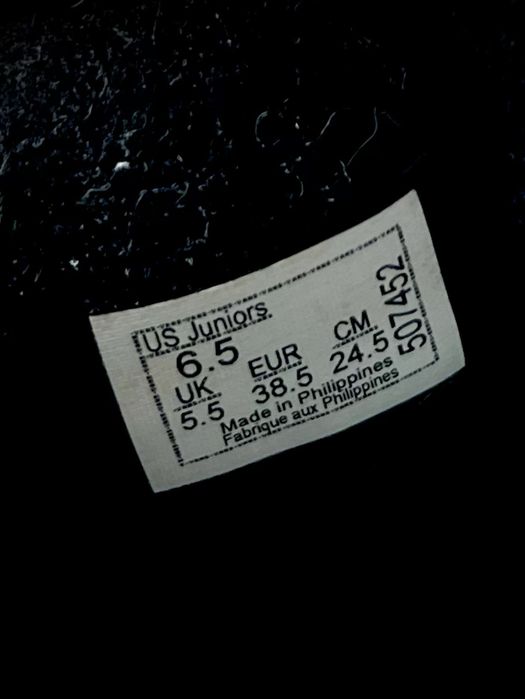 US Juniors
6.5
UK EUR CM
5.5 38.5 24.5
Made in Philippines
Fabrique aux Philippines
507452